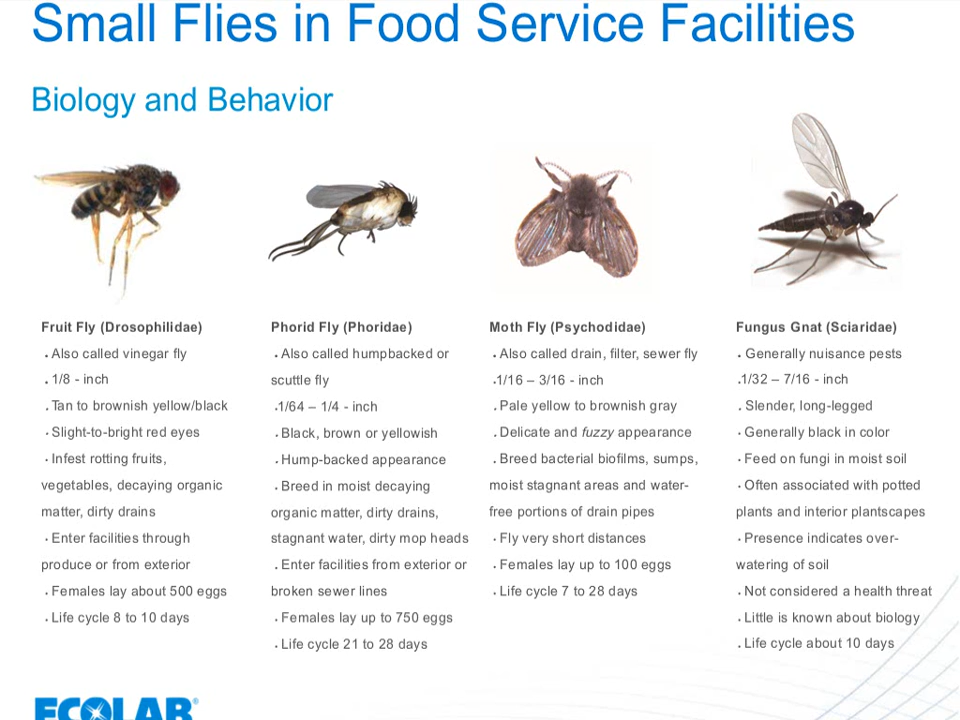 Small Flies in Food Service Facilities
Biology and Behavior
Fruit Fly (Drosophilidae)
. Also called vinegar fly
. 1/8 - inch
. Tan to brownish yellow/black
. Slight-to-bright red eyes
. Infest rotting fruits,
vegetables, decaying organic
matter, dirty drains
. Enter facilities through
produce or from exterior
. Females lay about 500 eggs
. Life cycle 8 to 10 days
Phorid Fly (Phoridae)
. Also called humpbacked or
scuttle fly
.1/64 – 1/4 - inch
. Black, brown or yellowish
. Hump-backed appearance
. Breed in moist decaying
organic matter, dirty drains,
stagnant water, dirty mop heads
. Enter facilities from exterior or
broken sewer lines
. Females lay up to 750 eggs
. Life cycle 21 to 28 days
Moth Fly (Psychodidae)
. Also called drain, filter, sewer fly
.1/16 – 3/16 - inch
. Pale yellow to brownish gray
. Delicate and fuzzy appearance
. Breed bacterial biofilms, sumps,
moist stagnant areas and water-
free portions of drain pipes
. Fly very short distances
. Females lay up to 100 eggs
. Life cycle 7 to 28 days
Fungus Gnat (Sciaridae)
. Generally nuisance pests
.1/32 – 7/16 - inch
. Slender, long-legged
. Generally black in color
. Feed on fungi in moist soil
. Often associated with potted
plants and interior plantscapes
. Presence indicates over-
watering of soil
. Not considered a health threat
. Little is known about biology
. Life cycle about 10 days
ECOLAB®